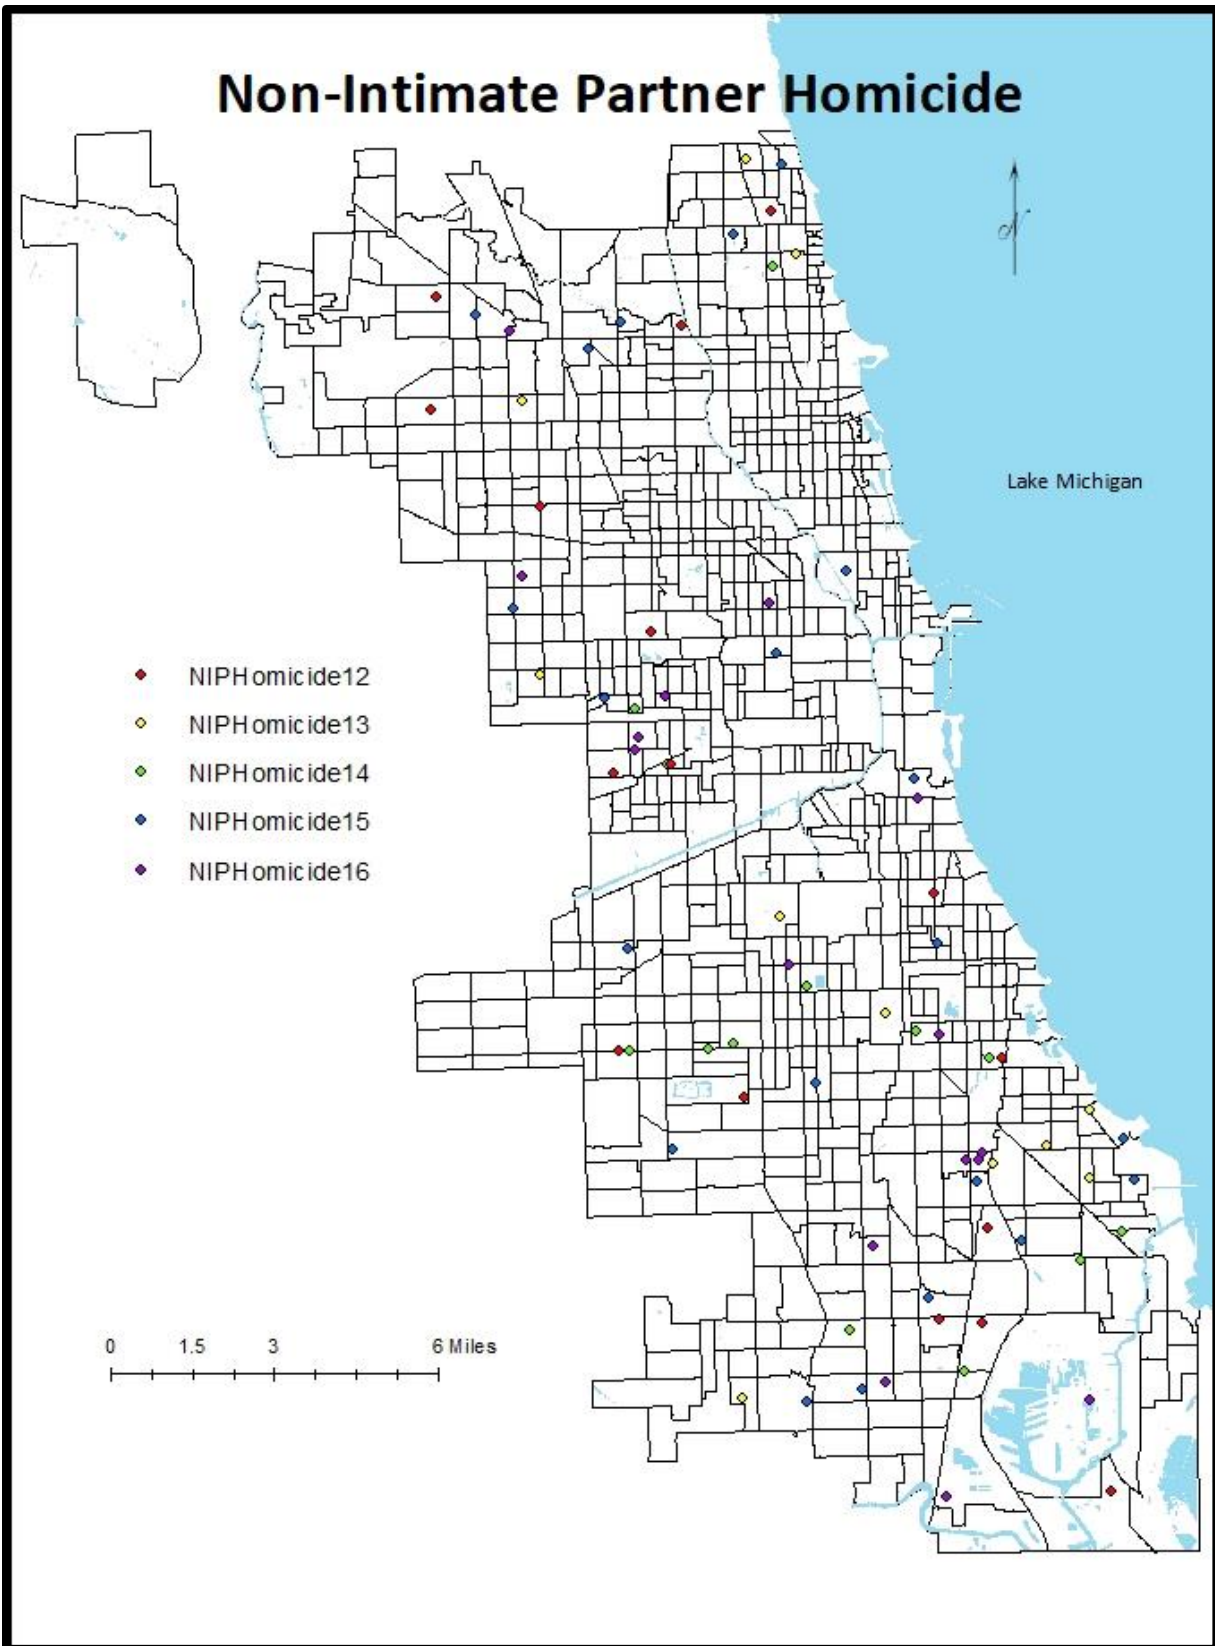 Non-Intimate Partner Homicide
N
Lake Michigan
NIPHomicide12
NIPHomicide13
NIPHomicide14
NIPHomicide15
NIPHomicide16
0 1.5 3 6 Miles